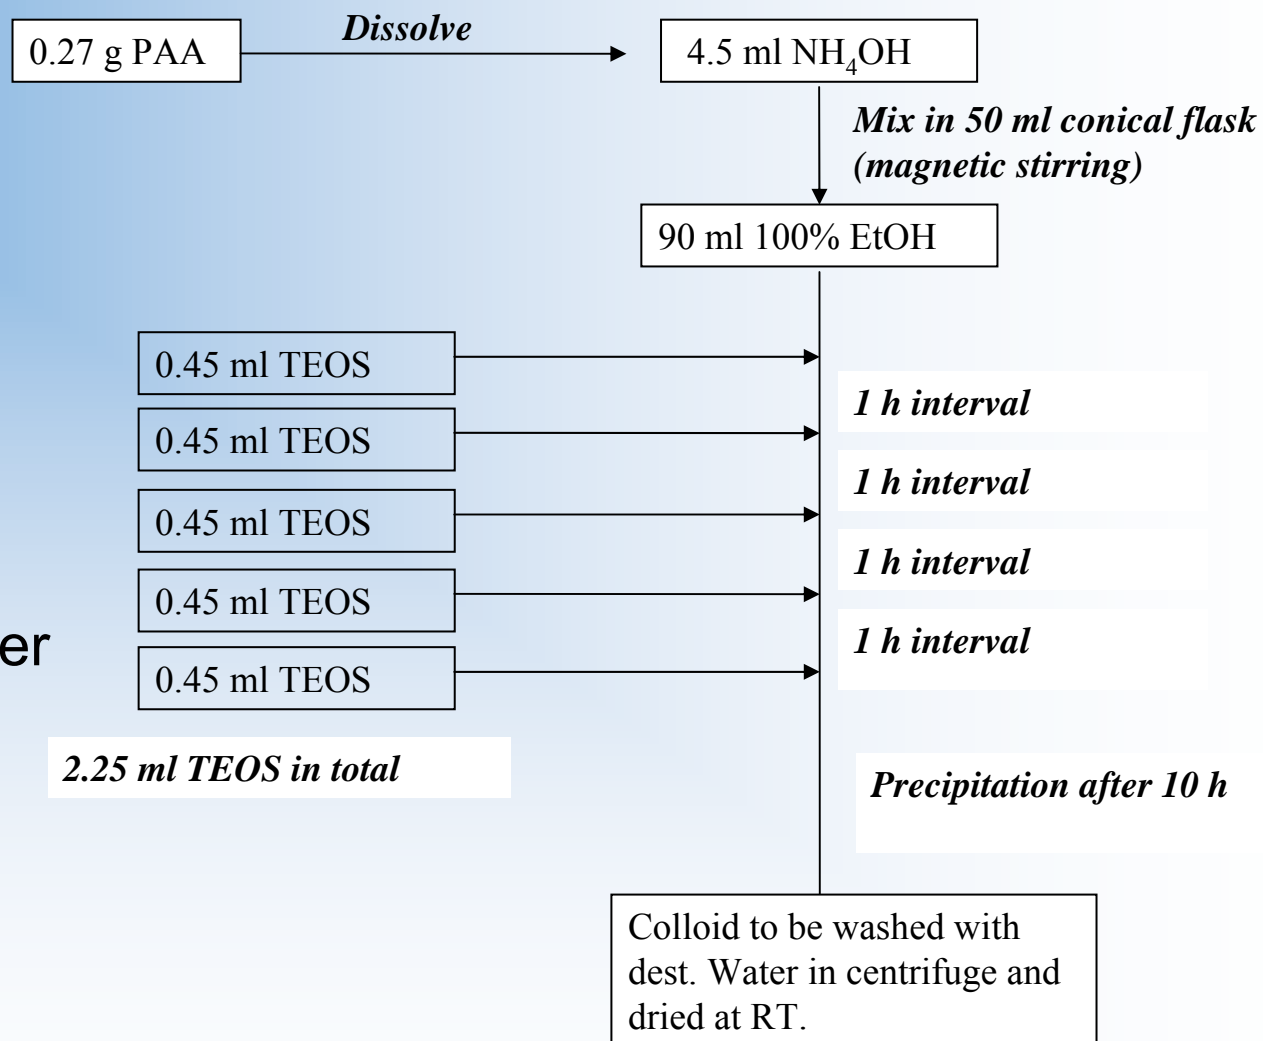 0.27 g PAA
Dissolve
4.5 ml NH₄OH
Mix in 50 ml conical flask
(magnetic stirring)
90 ml 100% EtOH
0.45 ml TEOS
1 h interval
0.45 ml TEOS
1 h interval
0.45 ml TEOS
1 h interval
0.45 ml TEOS
1 h interval
er
0.45 ml TEOS
2.25 ml TEOS in total
Precipitation after 10 h
Colloid to be washed with
dest. Water in centrifuge and
dried at RT.